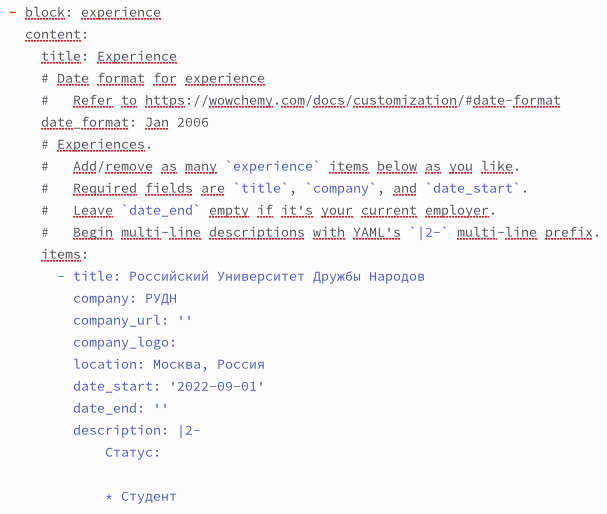 - block: experience
content:
title: Experience
# Date format for experience
#   Refer to https://wowchemy.com/docs/customization/#date-format
date_format: Jan 2006
# Experiences.
#   Add/remove as many `experience` items below as you like.
#   Required fields are `title`, `company`, and `date_start`.
#   Leave `date_end` empty if it's your current employer.
#   Begin multi-line descriptions with YAML's `|2-` multi-line prefix.
items:
- title: Российский Университет Дружбы Народов
company: РУДН
company_url: ''
company_logo:
location: Москва, Россия
date_start: '2022-09-01'
date_end: ''
description: |2-
Статус:
* Студент